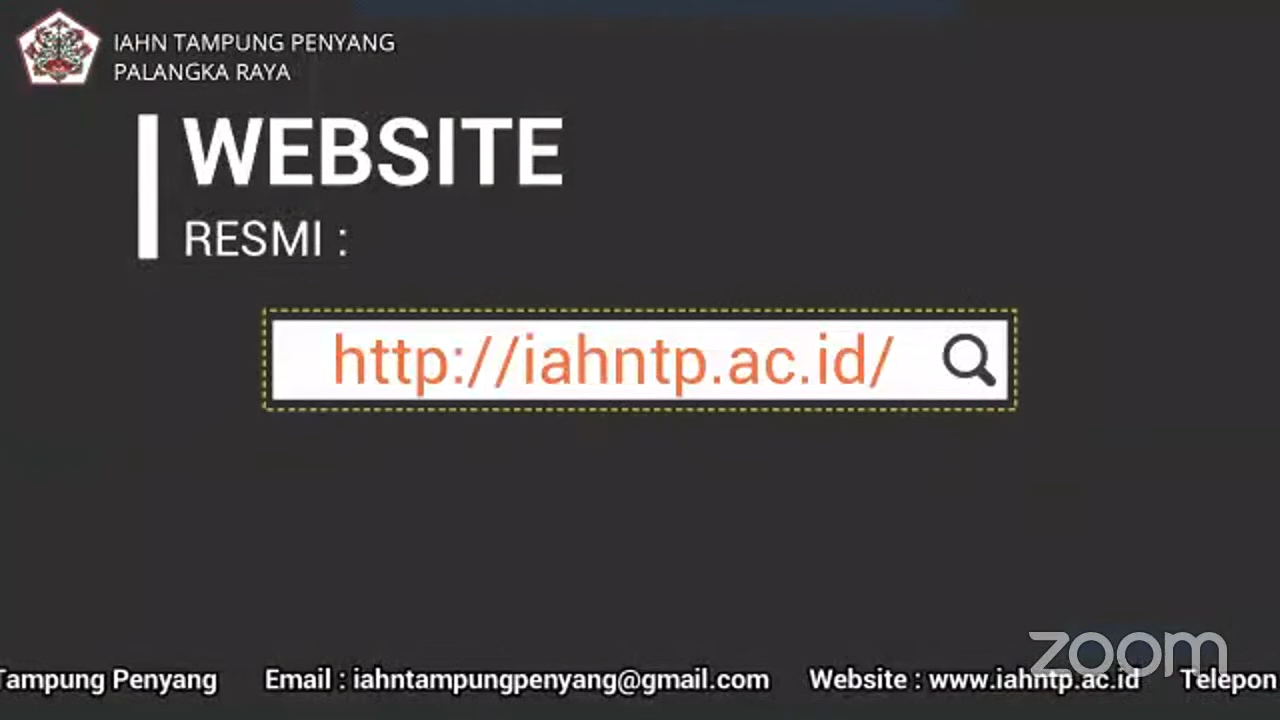 IAHN TAMPUNG PENYANG
PALANGKA RAYA
WEBSITE
RESMI :
http://iahntp.ac.id/
zoom
Tampung Penyang Email : iahntampungpenyang@gmail.com Website : www.iahntp.ac.id Telepon